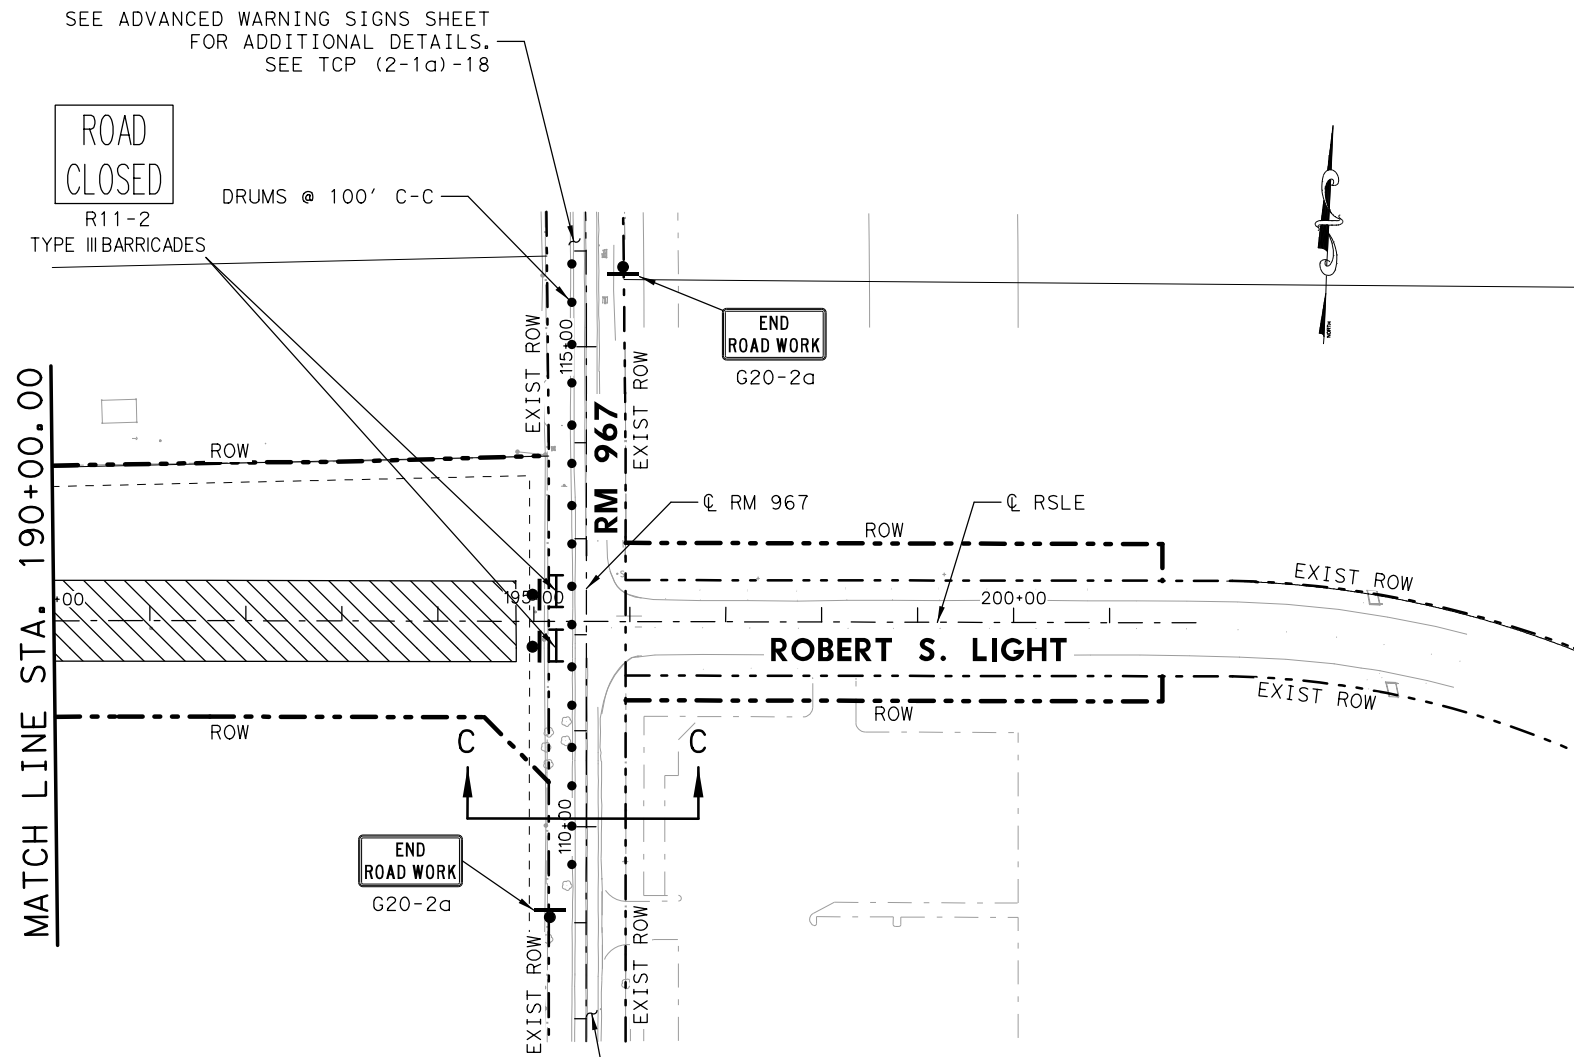 SEE ADVANCED WARNING SIGNS SHEET
FOR ADDITIONAL DETAILS.
SEE TCP (2-1a)-18
ROAD
CLOSED
R11-2
TYPE III BARRICADES
DRUMS @ 100' C-C
END
ROAD WORK
G20-2a
EXIST ROW
115+00
EXIST ROW
RM 967
MATCH LINE STA. 190+00.00
ROW
℄ RM 967
℄ RSLE
ROW
EXIST ROW
+00
195+00
200+00
ROBERT S. LIGHT
EXIST ROW
ROW
ROW
C
C
110+00
END
ROAD WORK
G20-2a
EXIST ROW
EXIST ROW
NORTH